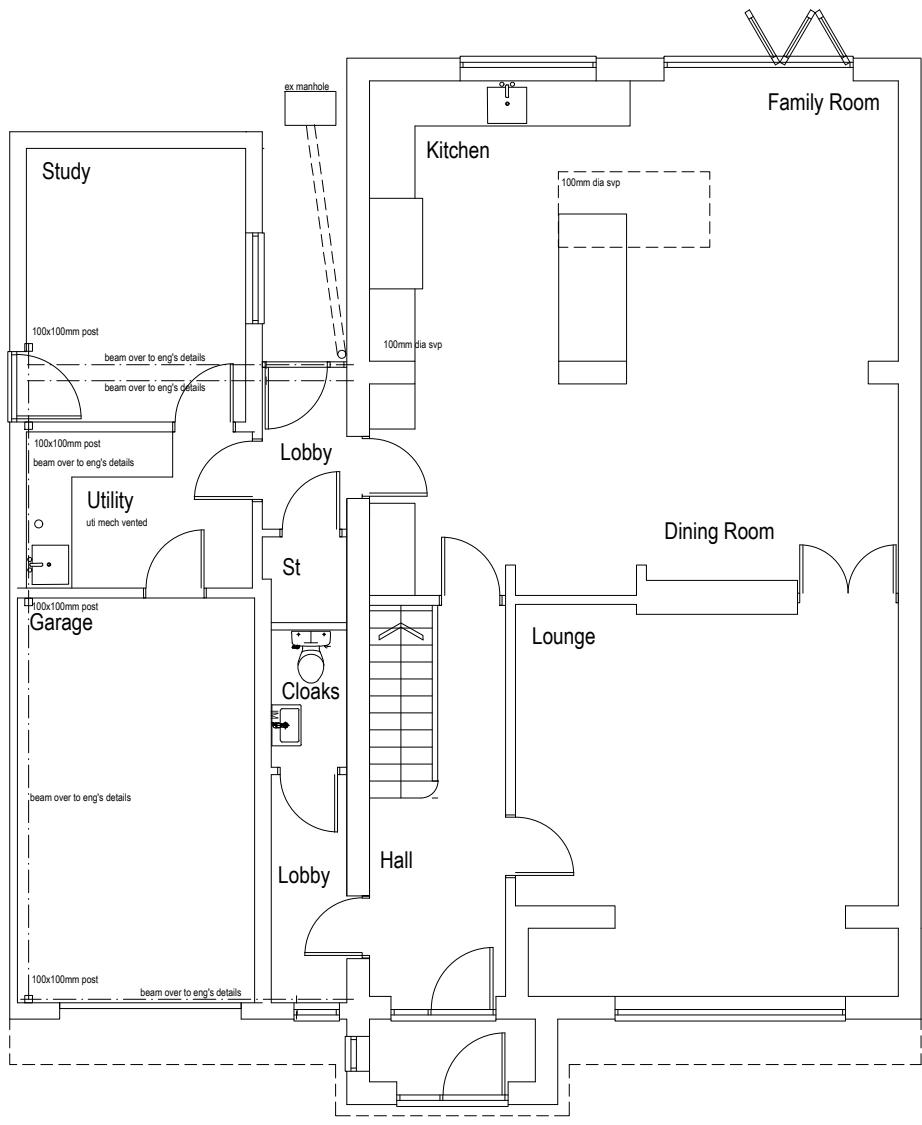 ex manhole
Family Room
Kitchen
Study
100mm dia svp
100x100mm post
100mm dia svp
beam over to eng's details
beam over to eng's details
100x100mm post
beam over to eng's details
Lobby
Utility
uti mech vented
Dining Room
St
100x100mm post
Garage
Lounge
Cloaks
beam over to eng's details
Hall
Lobby
100x100mm post
beam over to eng's details